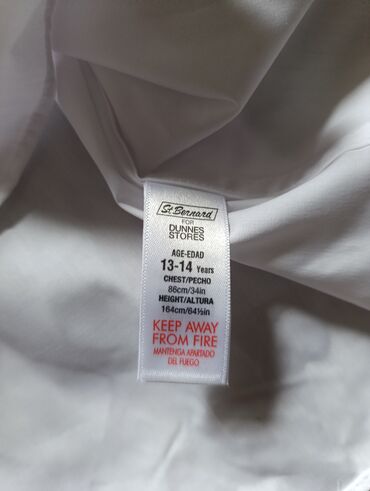 St Bernard
FOR
DUNNES
STORES
AGE-EDAD
13-14 Years
CHEST/PECHO
86cm/34in
HEIGHT/ALTURA
164cm/64½in
KEEP AWAY
FROM FIRE
MANTENGA APARTADO
DEL FUEGO